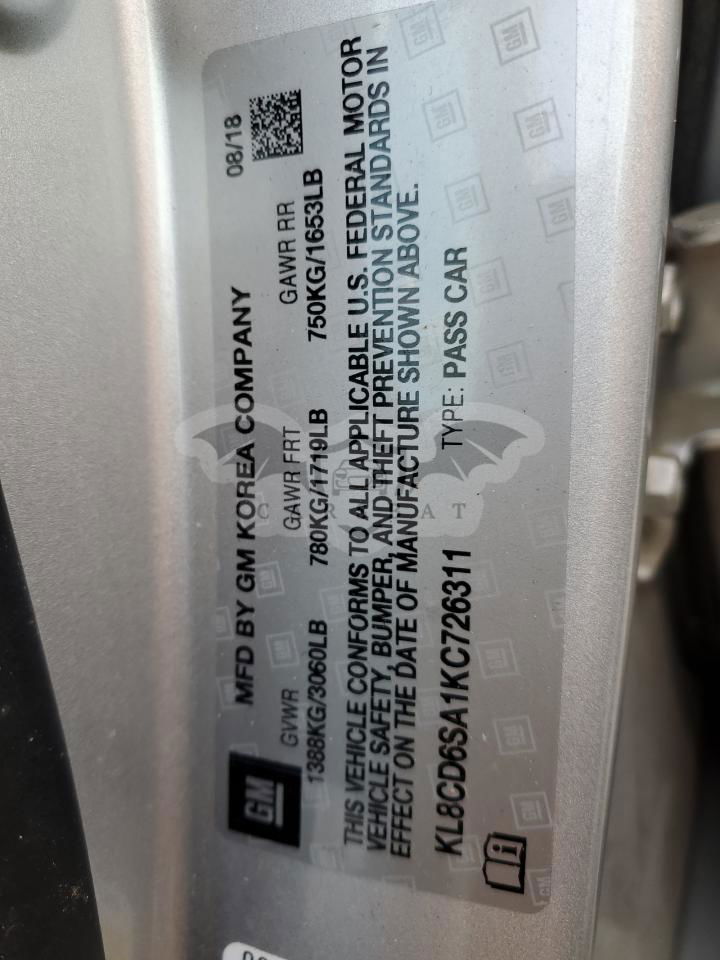 MFD BY GM KOREA COMPANY 08/18
GM
GVWR GAWR FRT GAWR RR
1388KG/3060LB 780KG/1719LB 750KG/1653LB
THIS VEHICLE CONFORMS TO ALL APPLICABLE U.S. FEDERAL MOTOR
VEHICLE SAFETY, BUMPER, AND THEFT PREVENTION STANDARDS IN
EFFECT ON THE DATE OF MANUFACTURE SHOWN ABOVE.
KL8CD6SA1KC726311 TYPE: PASS CAR